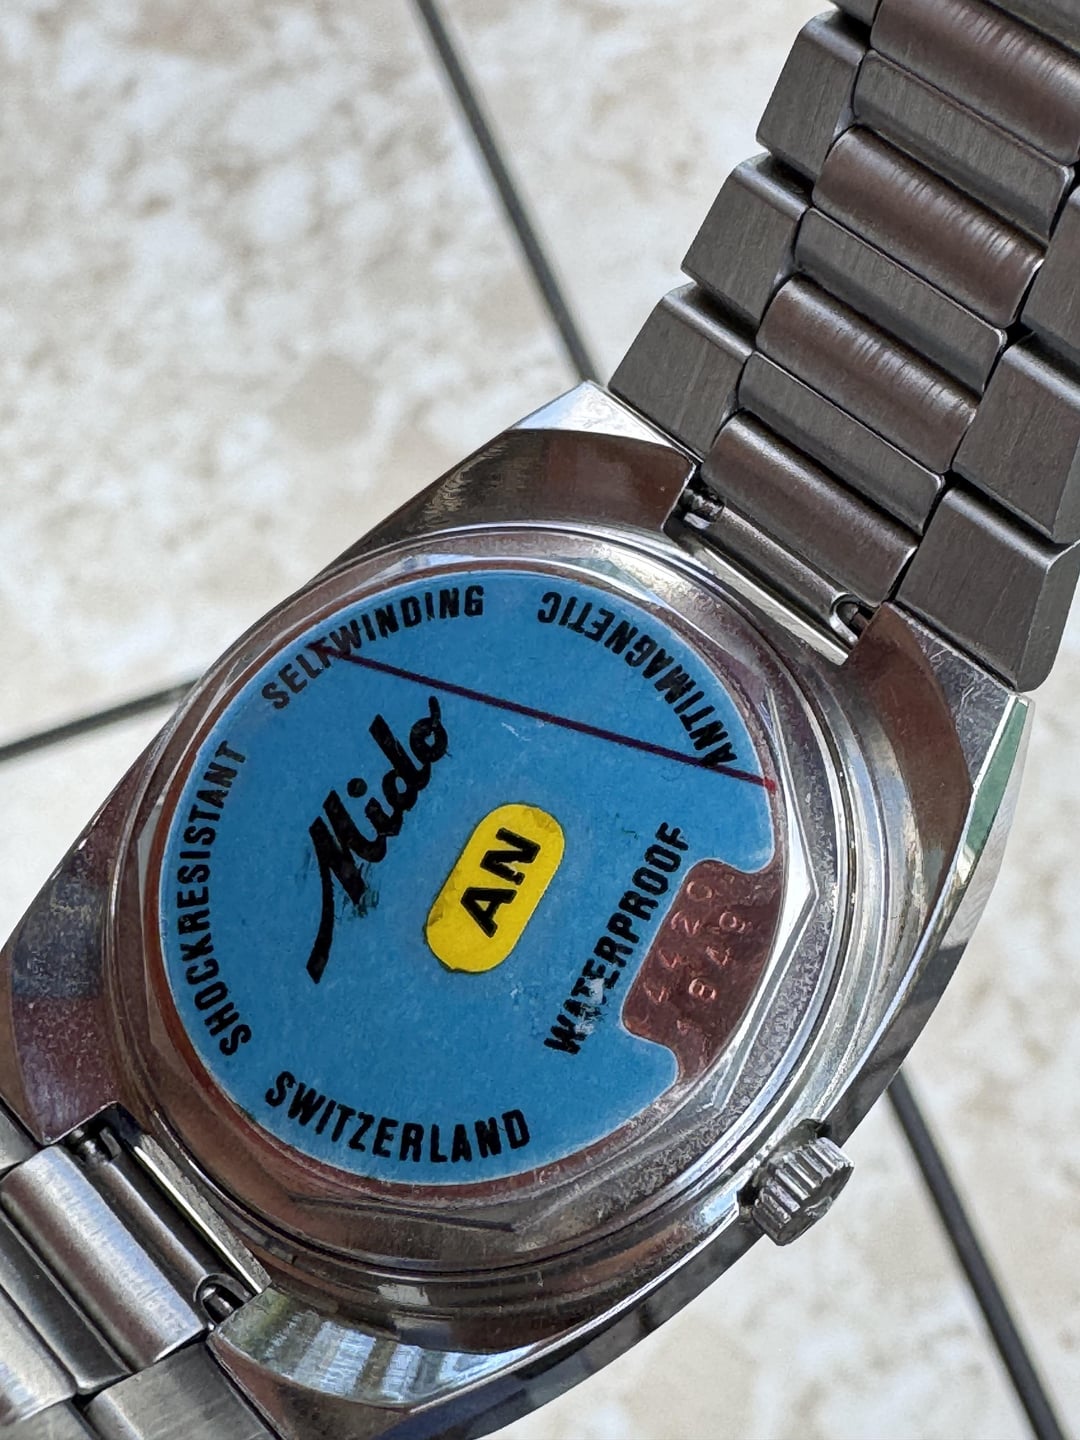 SELFWINDING
ANTIMAGNETIC
Mido
AN
WATERPROOF
SHOCKRESISTANT
SWITZERLAND